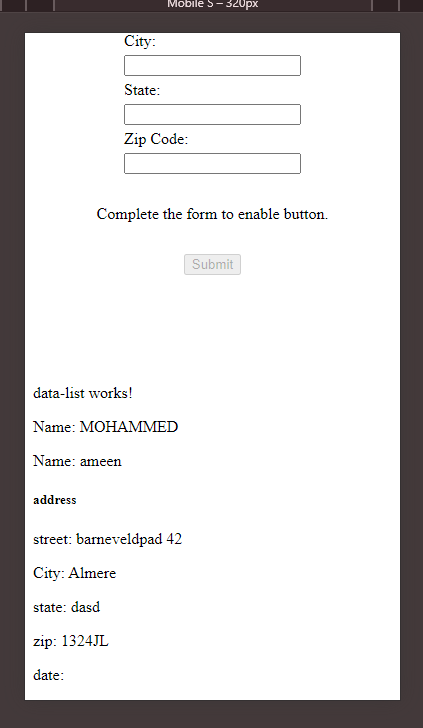 Mobile S – 320px
City:
State:
Zip Code:
Complete the form to enable button.
Submit
data-list works!
Name: MOHAMMED
Name: ameen
address
street: barneveldpad 42
City: Almere
state: dasd
zip: 1324JL
date: